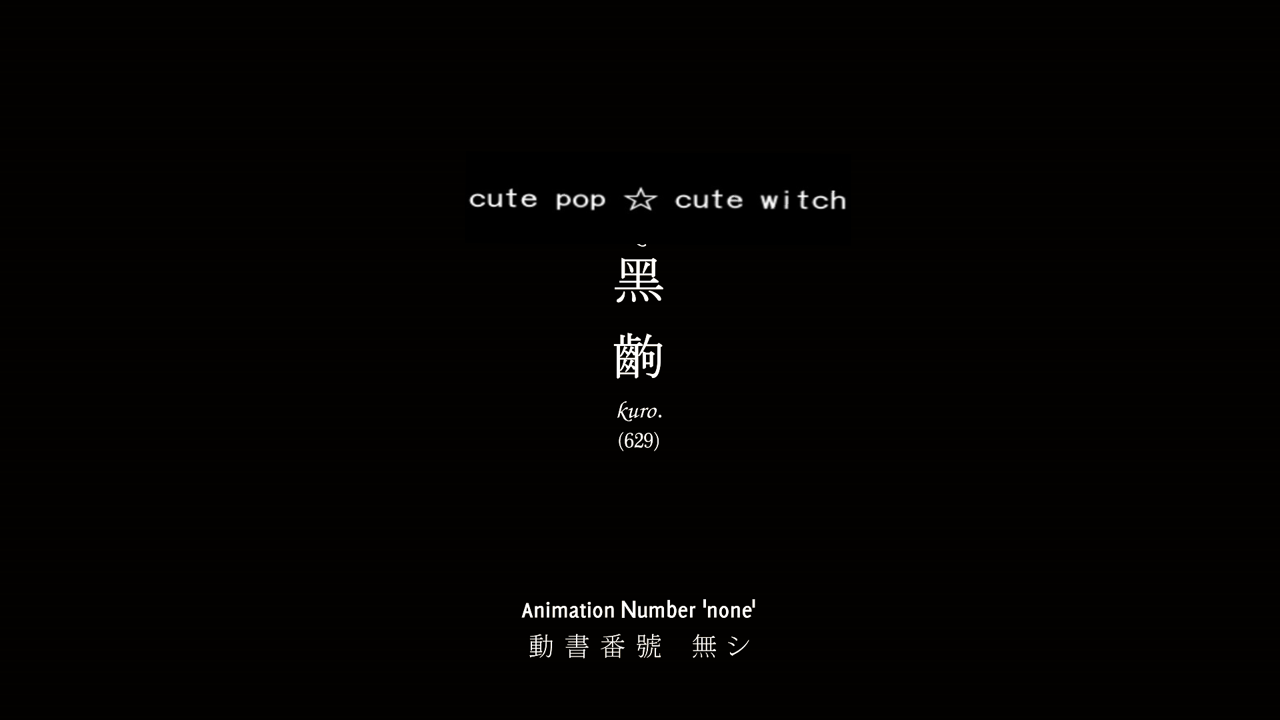 cute pop ☆ cute witch
黑
齣
kuro.
(629)
Animation Number 'none'
動書番號 無シ